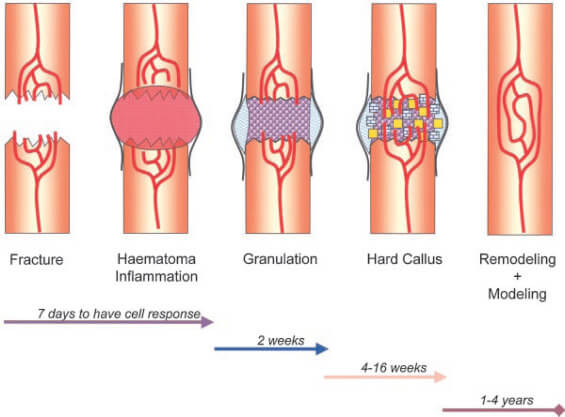 Fracture
Haematoma
Inflammation
Granulation
Hard Callus
Remodeling
+
Modeling
7 days to have cell response
2 weeks
4-16 weeks
1-4 years